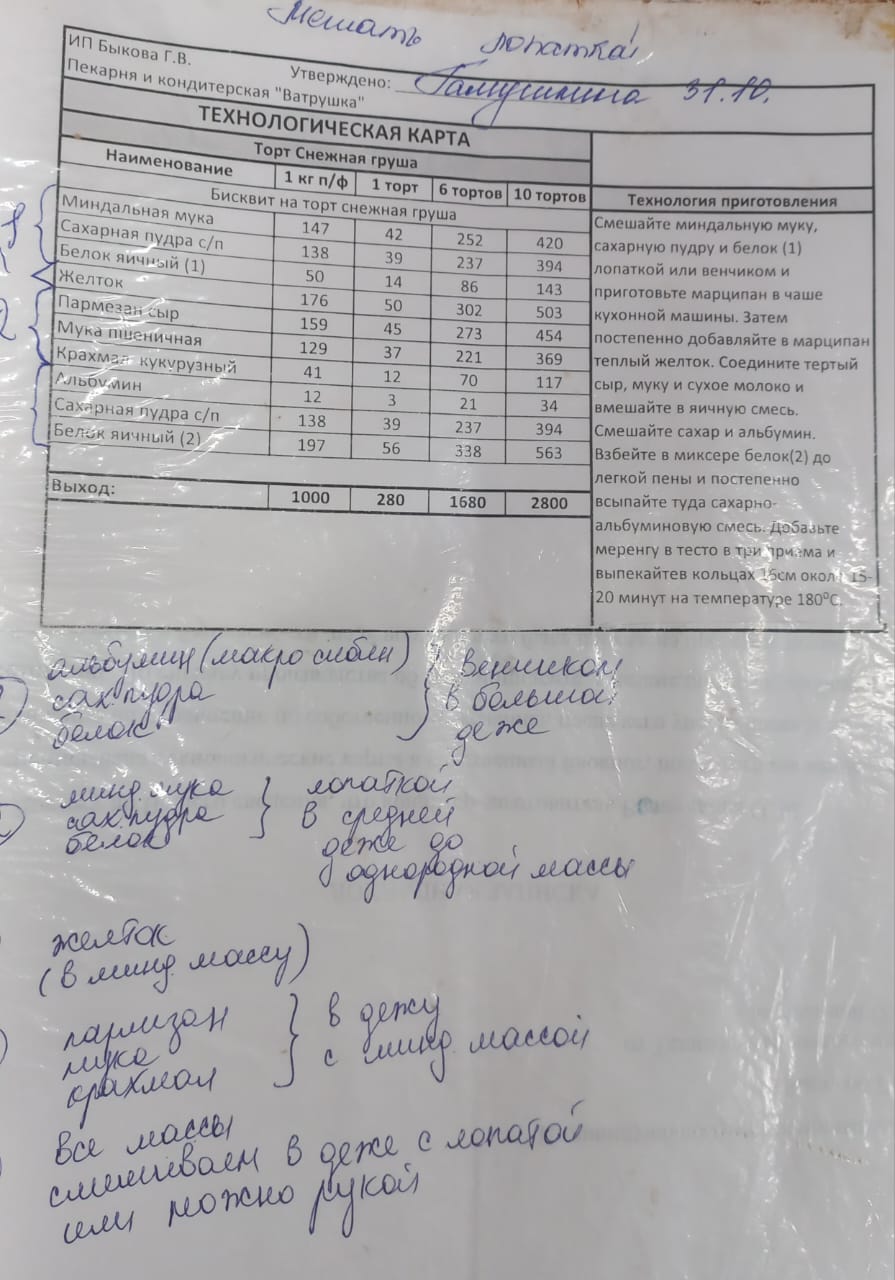 Мешать лопаткой
ИП Быкова Г.В.
Пекарня и кондитерская "Ватрушка"
Утверждено: 31.10.
ТЕХНОЛОГИЧЕСКАЯ КАРТА
Торт Снежная груша
Наименование 1 кг п/ф 1 торт 6 тортов 10 тортов
Бисквит на торт снежная груша
Миндальная мука 147 42 252 420
Сахарная пудра с/п 138 39 237 394
Белок яичный (1) 50 14 86 143
Желток 176 50 302 503
Пармезан сыр 159 45 273 454
Мука пшеничная 129 37 221 369
Крахмал кукурузный 41 12 70 117
Альбумин 12 3 21 34
Сахарная пудра с/п 138 39 237 394
Белок яичный (2) 197 56 338 563
Выход: 1000 280 1680 2800
Технология приготовления
Смешайте миндальную муку,
сахарную пудру и белок (1)
лопаткой или венчиком и
приготовьте марципан в чаше
кухонной машины. Затем
постепенно добавляйте в марципан
теплый желток. Соедините тертый
сыр, муку и сухое молоко и
вмешайте в яичную смесь.
Смешайте сахар и альбумин.
Взбейте в миксере белок(2) до
легкой пены и постепенно
всыпайте туда сахарно-
альбуминовую смесь. Добавьте
меренгу в тесто в три приема и
выпекайтев кольцах 16см около 15-
20 минут на температуре 180⁰С.
альбумин
сах. пудра
белок
венчиком
в большой
деже
минд. мука
сах. пудра
белок
лопаткой
в средней
деже до
однородной массы
желток
(в минд. массу)
пармизан
мука
крахмал
в дежу
с минд. массой
все массы
смешиваем в деже с лопатой
или можно рукой